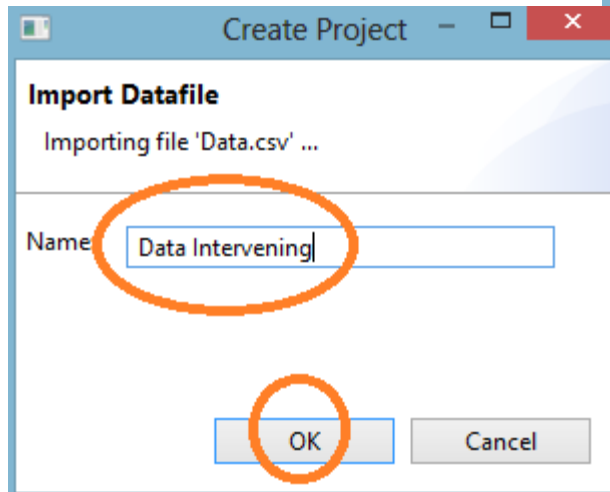 Create Project
Import Datafile
Importing file 'Data.csv' ...
Name: Data Intervening
OK Cancel